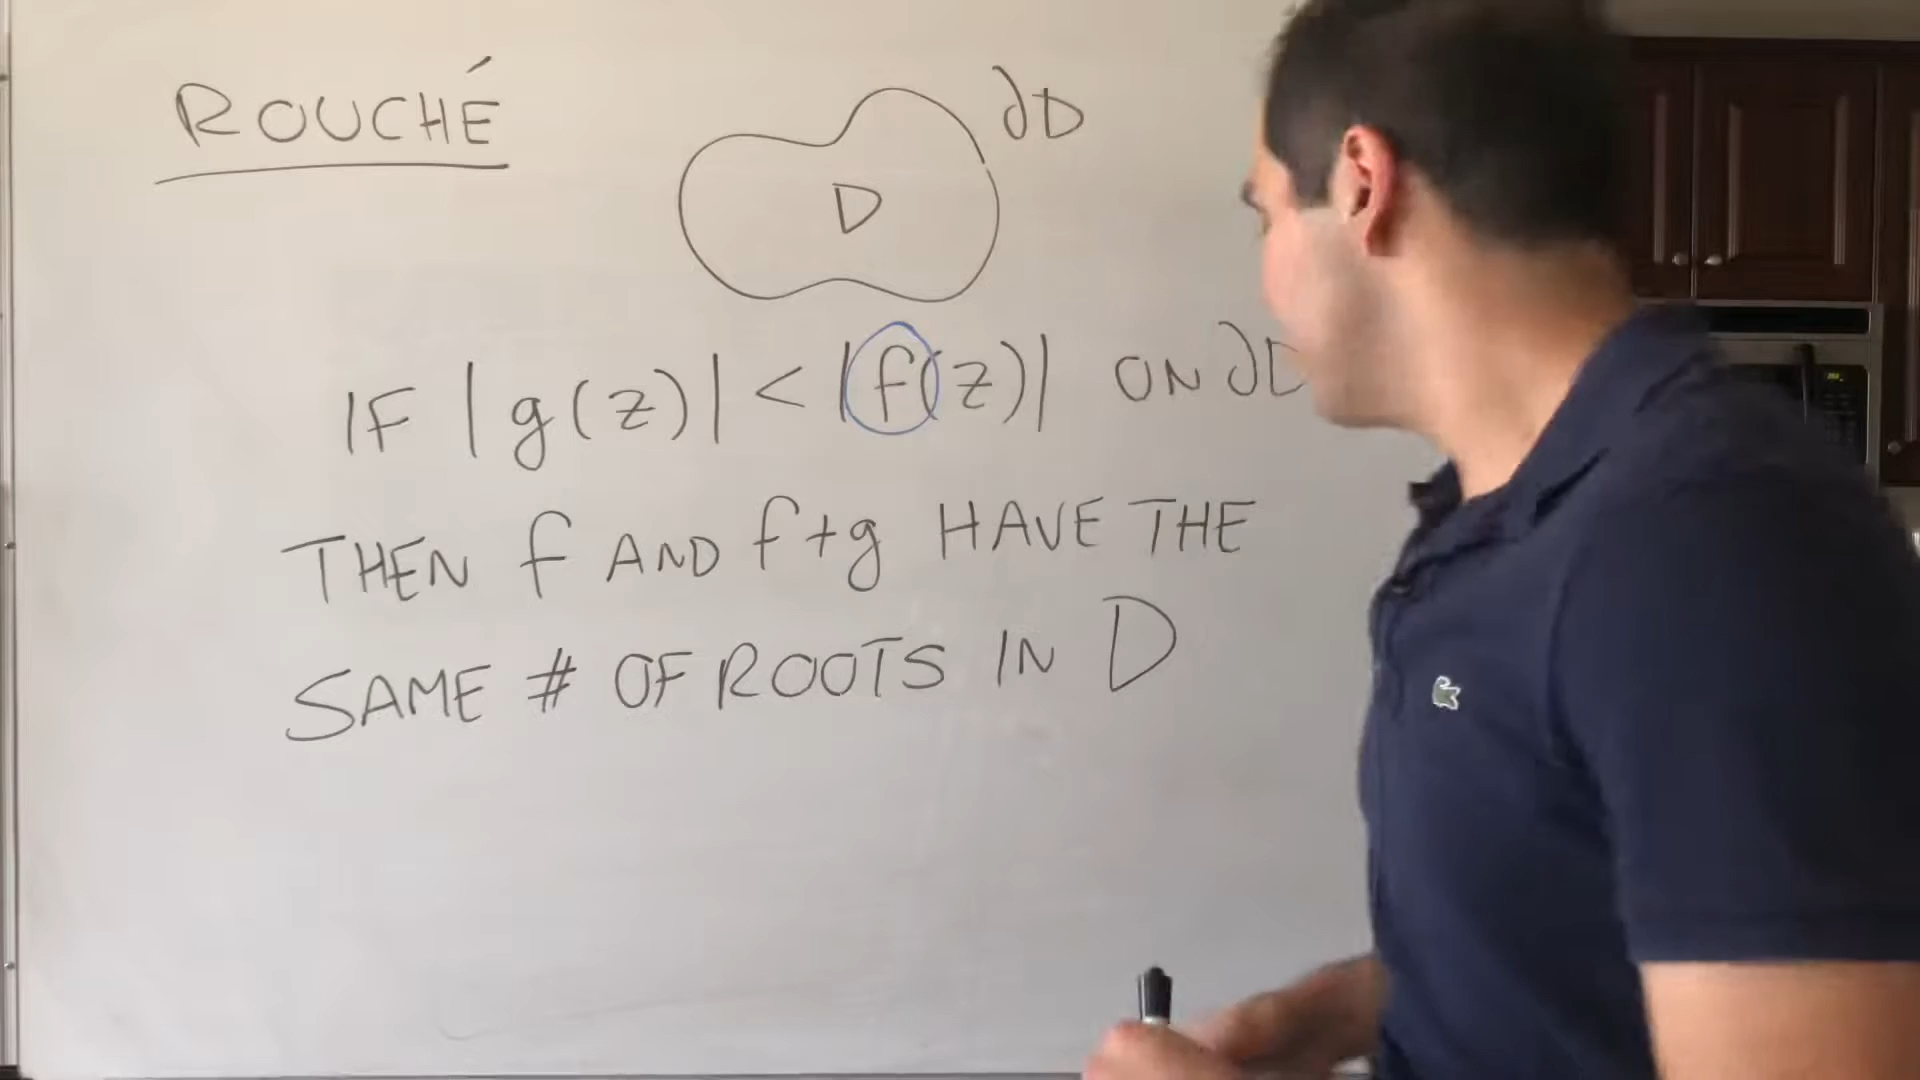 ROUCHÉ
∂D
D
IF |g(z)| < |f(z)| ON ∂D
THEN f AND f+g HAVE THE
SAME # OF ROOTS IN D